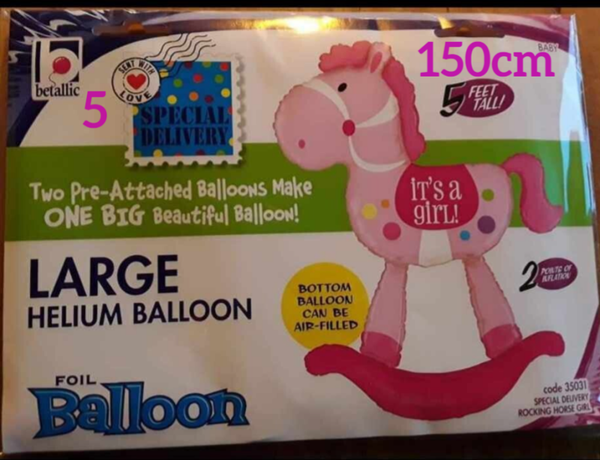 betallic
5
SENT WITH
LOVE
SPECIAL
DELIVERY
150cm
BABY
5 FEET
TALL!
Two Pre-Attached Balloons Make
ONE BIG Beautiful Balloon!
iT'S a
giRL!
LARGE
HELIUM BALLOON
BOTTOM
BALLOON
CAN BE
AIR-FILLED
2 POINTS OF
INFLATION
FOIL
Balloon
code 35031
SPECIAL DELIVERY
ROCKING HORSE GIRL